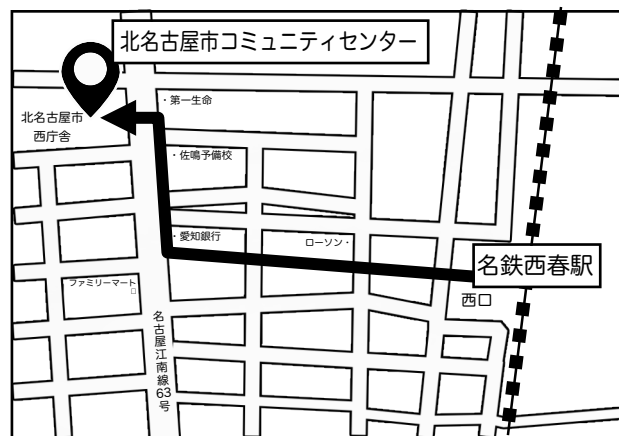 北名古屋市コミュニティセンター
・第一生命
北名古屋市
西庁舎
・佐鳴予備校
・愛知銀行
ローソン・
名鉄西春駅
西口
ファミリーマート
名古屋江南線63号